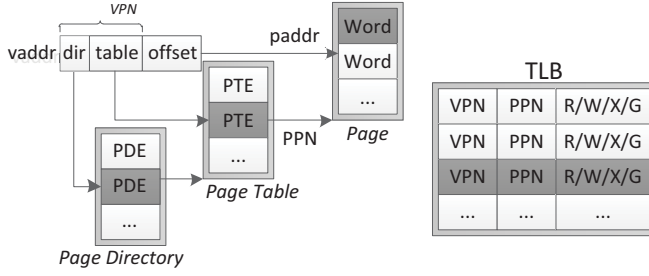 VPN
vaddr dir table offset
paddr
Word
Word
...
Page
PTE
PTE
...
PPN
Page Table
PDE
PDE
...
Page Directory
TLB
VPN PPN R/W/X/G
VPN PPN R/W/X/G
VPN PPN R/W/X/G
... ... ...